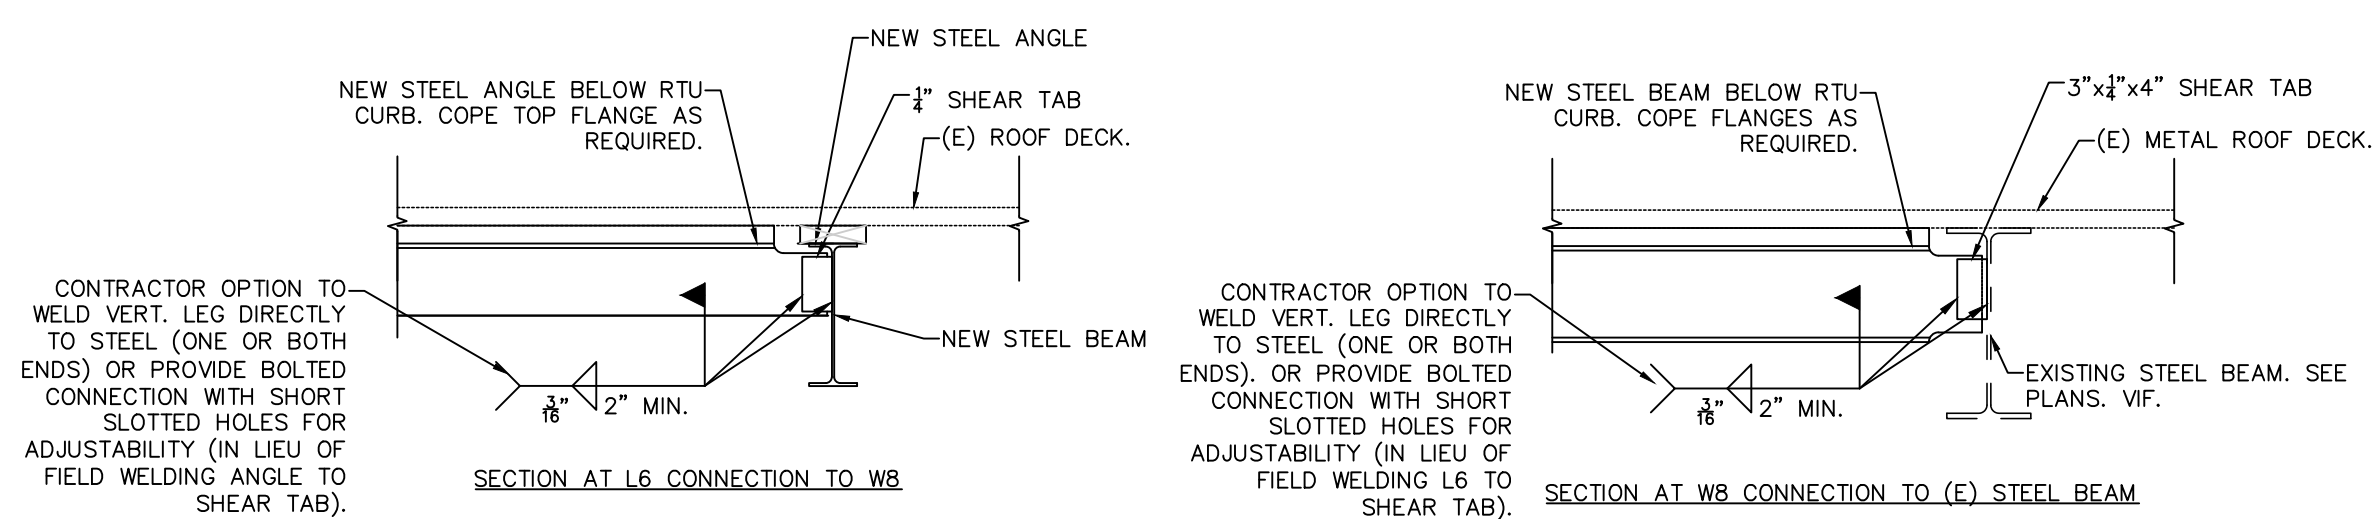 NEW STEEL ANGLE
NEW STEEL ANGLE BELOW RTU
CURB. COPE TOP FLANGE AS
REQUIRED.
1/4" SHEAR TAB
(E) ROOF DECK.
CONTRACTOR OPTION TO
WELD VERT. LEG DIRECTLY
TO STEEL (ONE OR BOTH
ENDS) OR PROVIDE BOLTED
CONNECTION WITH SHORT
SLOTTED HOLES FOR
ADJUSTABILITY (IN LIEU OF
FIELD WELDING ANGLE TO
SHEAR TAB).
NEW STEEL BEAM
3/16" 2" MIN.
SECTION AT L6 CONNECTION TO W8
NEW STEEL BEAM BELOW RTU
CURB. COPE FLANGES AS
REQUIRED.
3"x1/4"x4" SHEAR TAB
(E) METAL ROOF DECK.
CONTRACTOR OPTION TO
WELD VERT. LEG DIRECTLY
TO STEEL (ONE OR BOTH
ENDS). OR PROVIDE BOLTED
CONNECTION WITH SHORT
SLOTTED HOLES FOR
ADJUSTABILITY (IN LIEU OF
FIELD WELDING L6 TO
SHEAR TAB).
EXISTING STEEL BEAM. SEE
PLANS. VIF.
3/16" 2" MIN.
SECTION AT W8 CONNECTION TO (E) STEEL BEAM